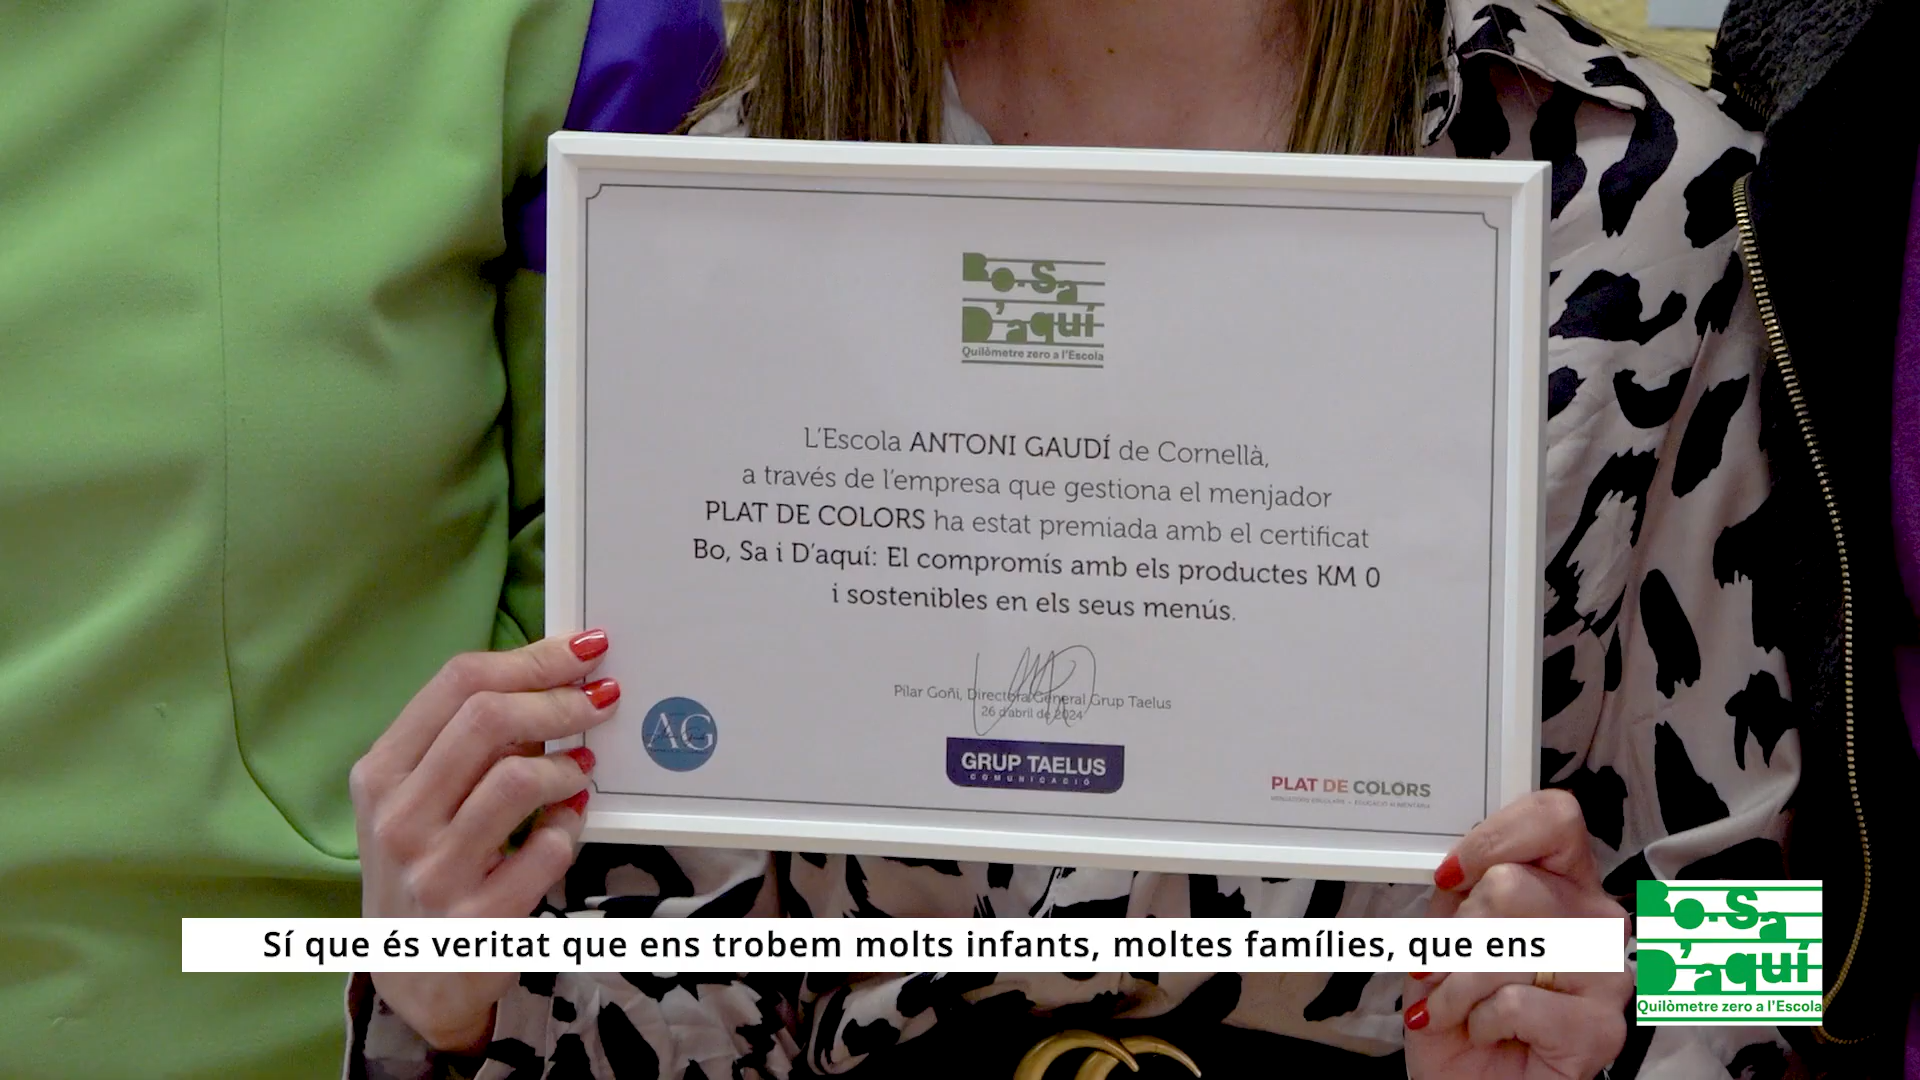 Bo.Sa
D'aquí
Quilòmetre zero a l'Escola
L'Escola ANTONI GAUDÍ de Cornellà,
a través de l'empresa que gestiona el menjador
PLAT DE COLORS ha estat premiada amb el certificat
Bo, Sa i D'aquí: El compromís amb els productes KM 0
i sostenibles en els seus menús.
Pilar Goñi, Directora General Grup Taelus
26 d'abril de 2024
AG
GRUP TAELUS
COMUNICACIÓ
PLAT DE COLORS
Sí que és veritat que ens trobem molts infants, moltes famílies, que ens
Bo.Sa
D'aquí
Quilòmetre zero a l'Escola